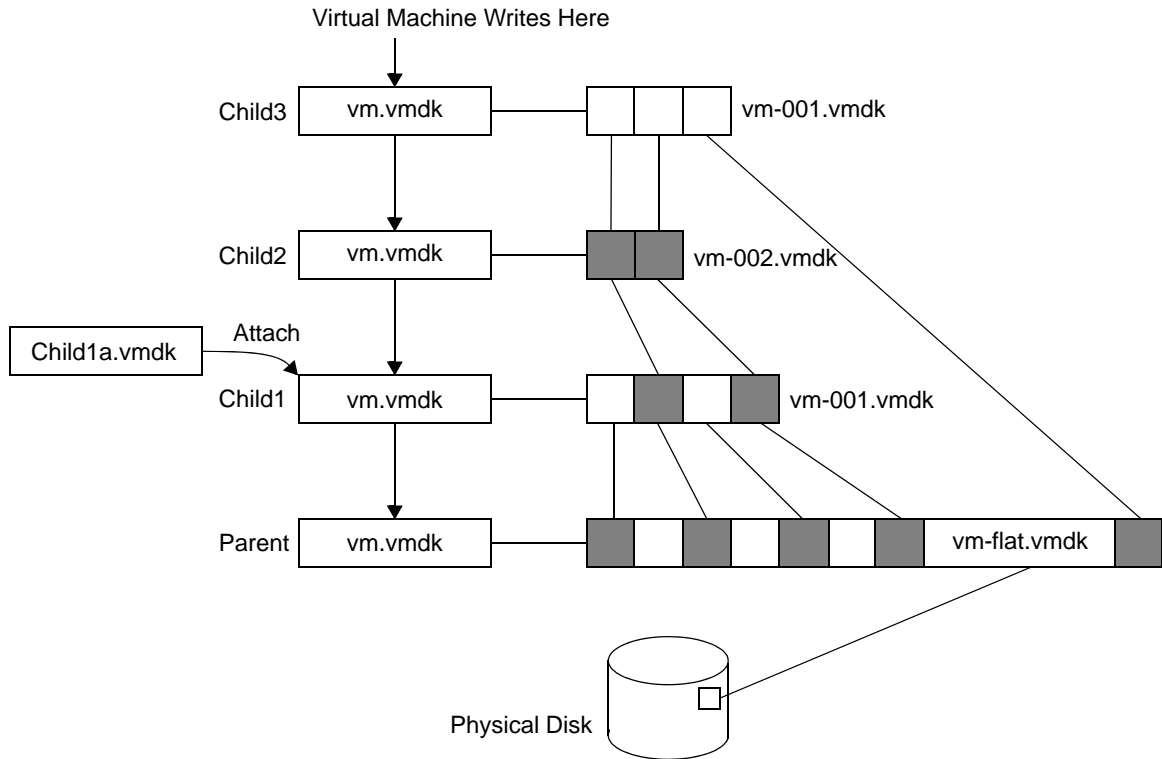 Virtual Machine Writes Here
Child3
vm.vmdk
vm-001.vmdk
Child2
vm.vmdk
vm-002.vmdk
Attach
Child1a.vmdk
Child1
vm.vmdk
vm-001.vmdk
Parent
vm.vmdk
vm-flat.vmdk
Physical Disk